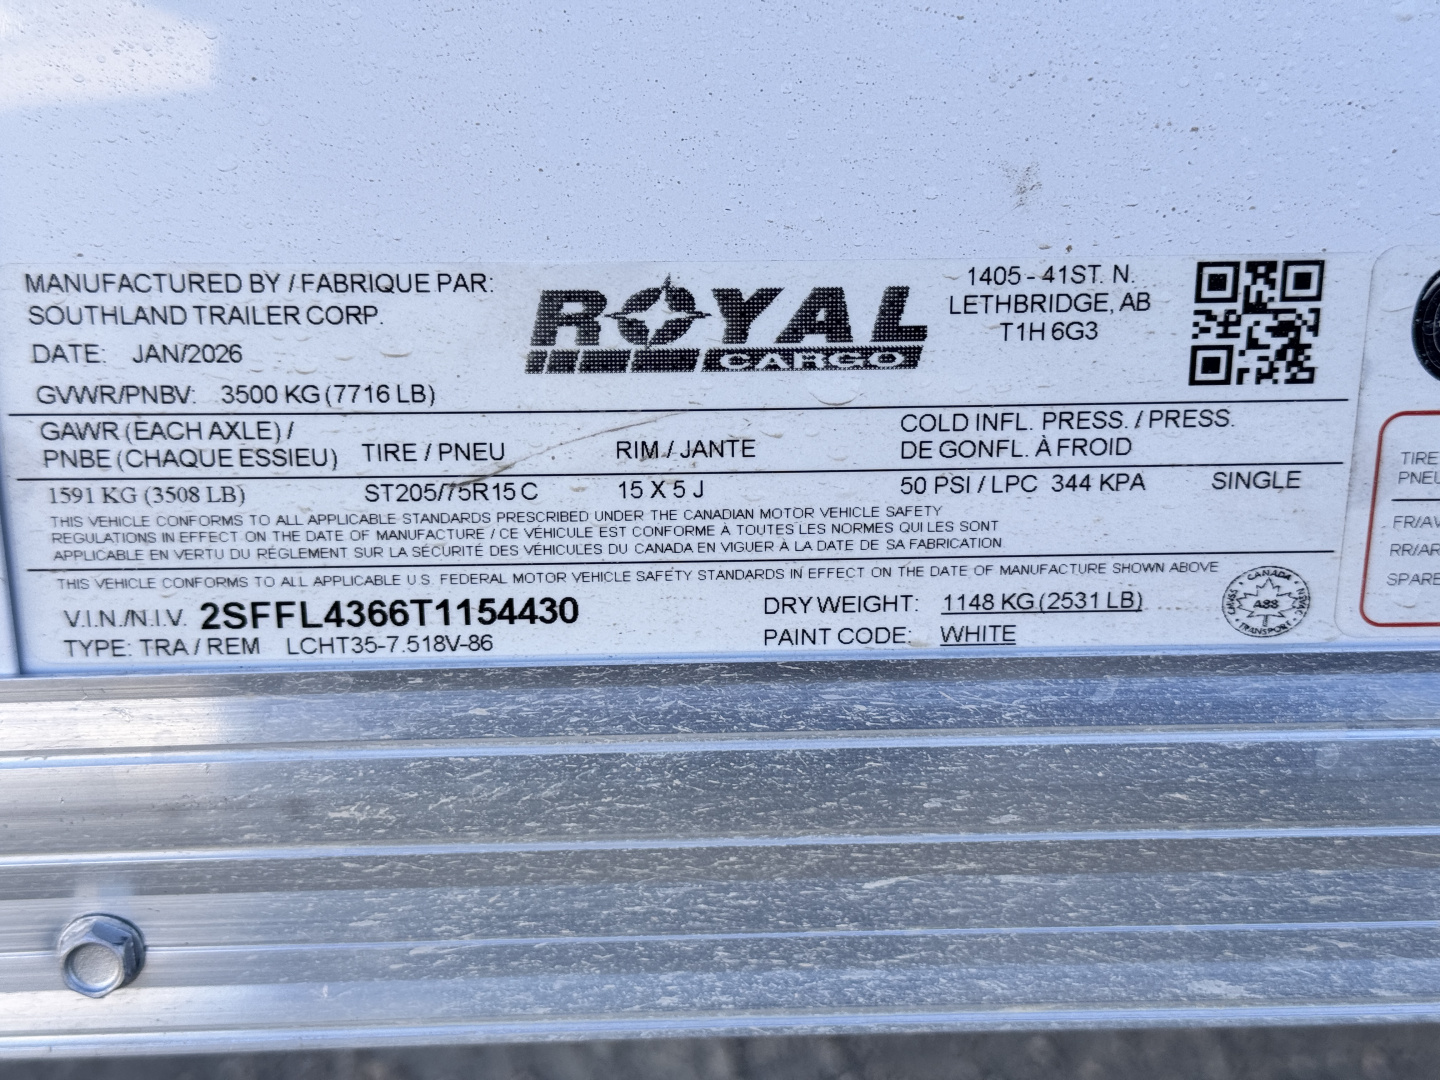 MANUFACTURED BY / FABRIQUE PAR:
SOUTHLAND TRAILER CORP.
DATE: JAN/2026
GVWR/PNBV: 3500 KG (7716 LB)
ROYAL
CARGO
1405 - 41ST. N.
LETHBRIDGE, AB
T1H 6G3
GAWR (EACH AXLE) /
PNBE (CHAQUE ESSIEU)
TIRE / PNEU
RIM / JANTE
COLD INFL. PRESS. / PRESS.
DE GONFL. À FROID
1591 KG (3508 LB)
ST205/75R15 C
15 X 5 J
50 PSI / LPC 344 KPA
SINGLE
THIS VEHICLE CONFORMS TO ALL APPLICABLE STANDARDS PRESCRIBED UNDER THE CANADIAN MOTOR VEHICLE SAFETY
REGULATIONS IN EFFECT ON THE DATE OF MANUFACTURE / CE VÉHICULE EST CONFORME À TOUTES LES NORMES QUI LES SONT
APPLICABLE EN VERTU DU RÉGLEMENT SUR LA SÉCURITÉ DES VÉHICULES DU CANADA EN VIGUER À LA DATE DE SA FABRICATION
THIS VEHICLE CONFORMS TO ALL APPLICABLE U.S. FEDERAL MOTOR VEHICLE SAFETY STANDARDS IN EFFECT ON THE DATE OF MANUFACTURE SHOWN ABOVE
V.I.N./N.I.V. 2SFFL4366T1154430
TYPE: TRA / REM LCHT35-7.518V-86
DRY WEIGHT: 1148 KG (2531 LB)
PAINT CODE: WHITE
CANADA
TRANSPORT
TIRE
PNEU
FR/AV
RR/AR
SPARE